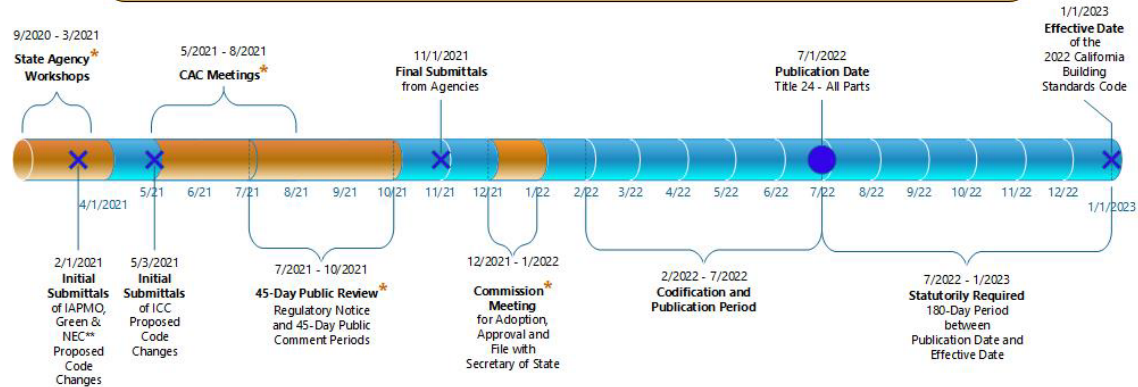 9/2020 - 3/2021
State Agency*
Workshops
5/2021 - 8/2021
CAC Meetings*
11/1/2021
Final Submittals
from Agencies
7/1/2022
Publication Date
Title 24 - All Parts
1/1/2023
Effective Date
of the
2022 California
Building
Standards Code
4/1/2021
5/21
6/21
7/21
8/21
9/21
10/21
11/21
12/21
1/22
2/22
3/22
4/22
5/22
6/22
7/22
8/22
9/22
10/22
11/22
12/22
1/1/2023
2/1/2021
Initial
Submittals
of IAPMO,
Green &
NEC**
Proposed
Code
Changes
5/3/2021
Initial
Submittals
of ICC
Proposed
Code
Changes
7/2021 - 10/2021
45-Day Public Review*
Regulatory Notice
and 45-Day Public
Comment Periods
12/2021 - 1/2022
Commission*
Meeting
for Adoption,
Approval and
File with
Secretary of State
2/2022 - 7/2022
Codification and
Publication Period
7/2022 - 1/2023
Statutorily Required
180-Day Period
between
Publication Date and
Effective Date